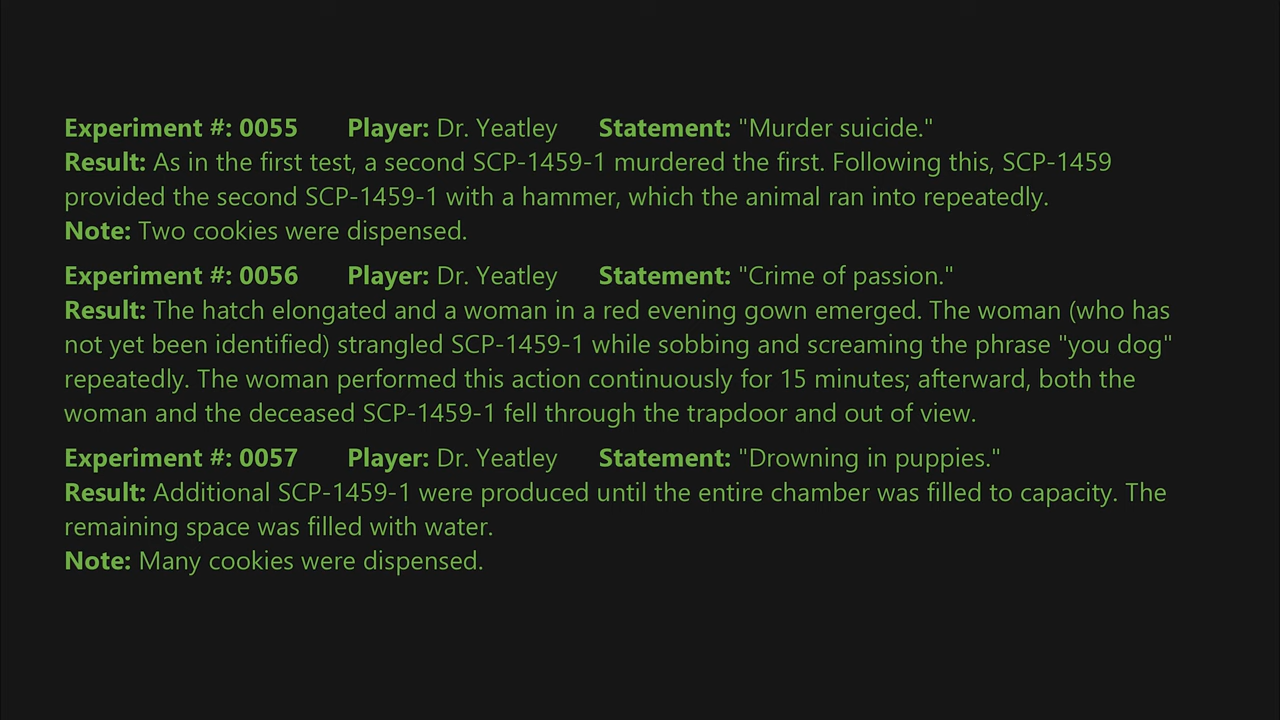 Experiment #: 0055 Player: Dr. Yeatley Statement: "Murder suicide."
Result: As in the first test, a second SCP-1459-1 murdered the first. Following this, SCP-1459
provided the second SCP-1459-1 with a hammer, which the animal ran into repeatedly.
Note: Two cookies were dispensed.
Experiment #: 0056 Player: Dr. Yeatley Statement: "Crime of passion."
Result: The hatch elongated and a woman in a red evening gown emerged. The woman (who has
not yet been identified) strangled SCP-1459-1 while sobbing and screaming the phrase "you dog"
repeatedly. The woman performed this action continuously for 15 minutes; afterward, both the
woman and the deceased SCP-1459-1 fell through the trapdoor and out of view.
Experiment #: 0057 Player: Dr. Yeatley Statement: "Drowning in puppies."
Result: Additional SCP-1459-1 were produced until the entire chamber was filled to capacity. The
remaining space was filled with water.
Note: Many cookies were dispensed.